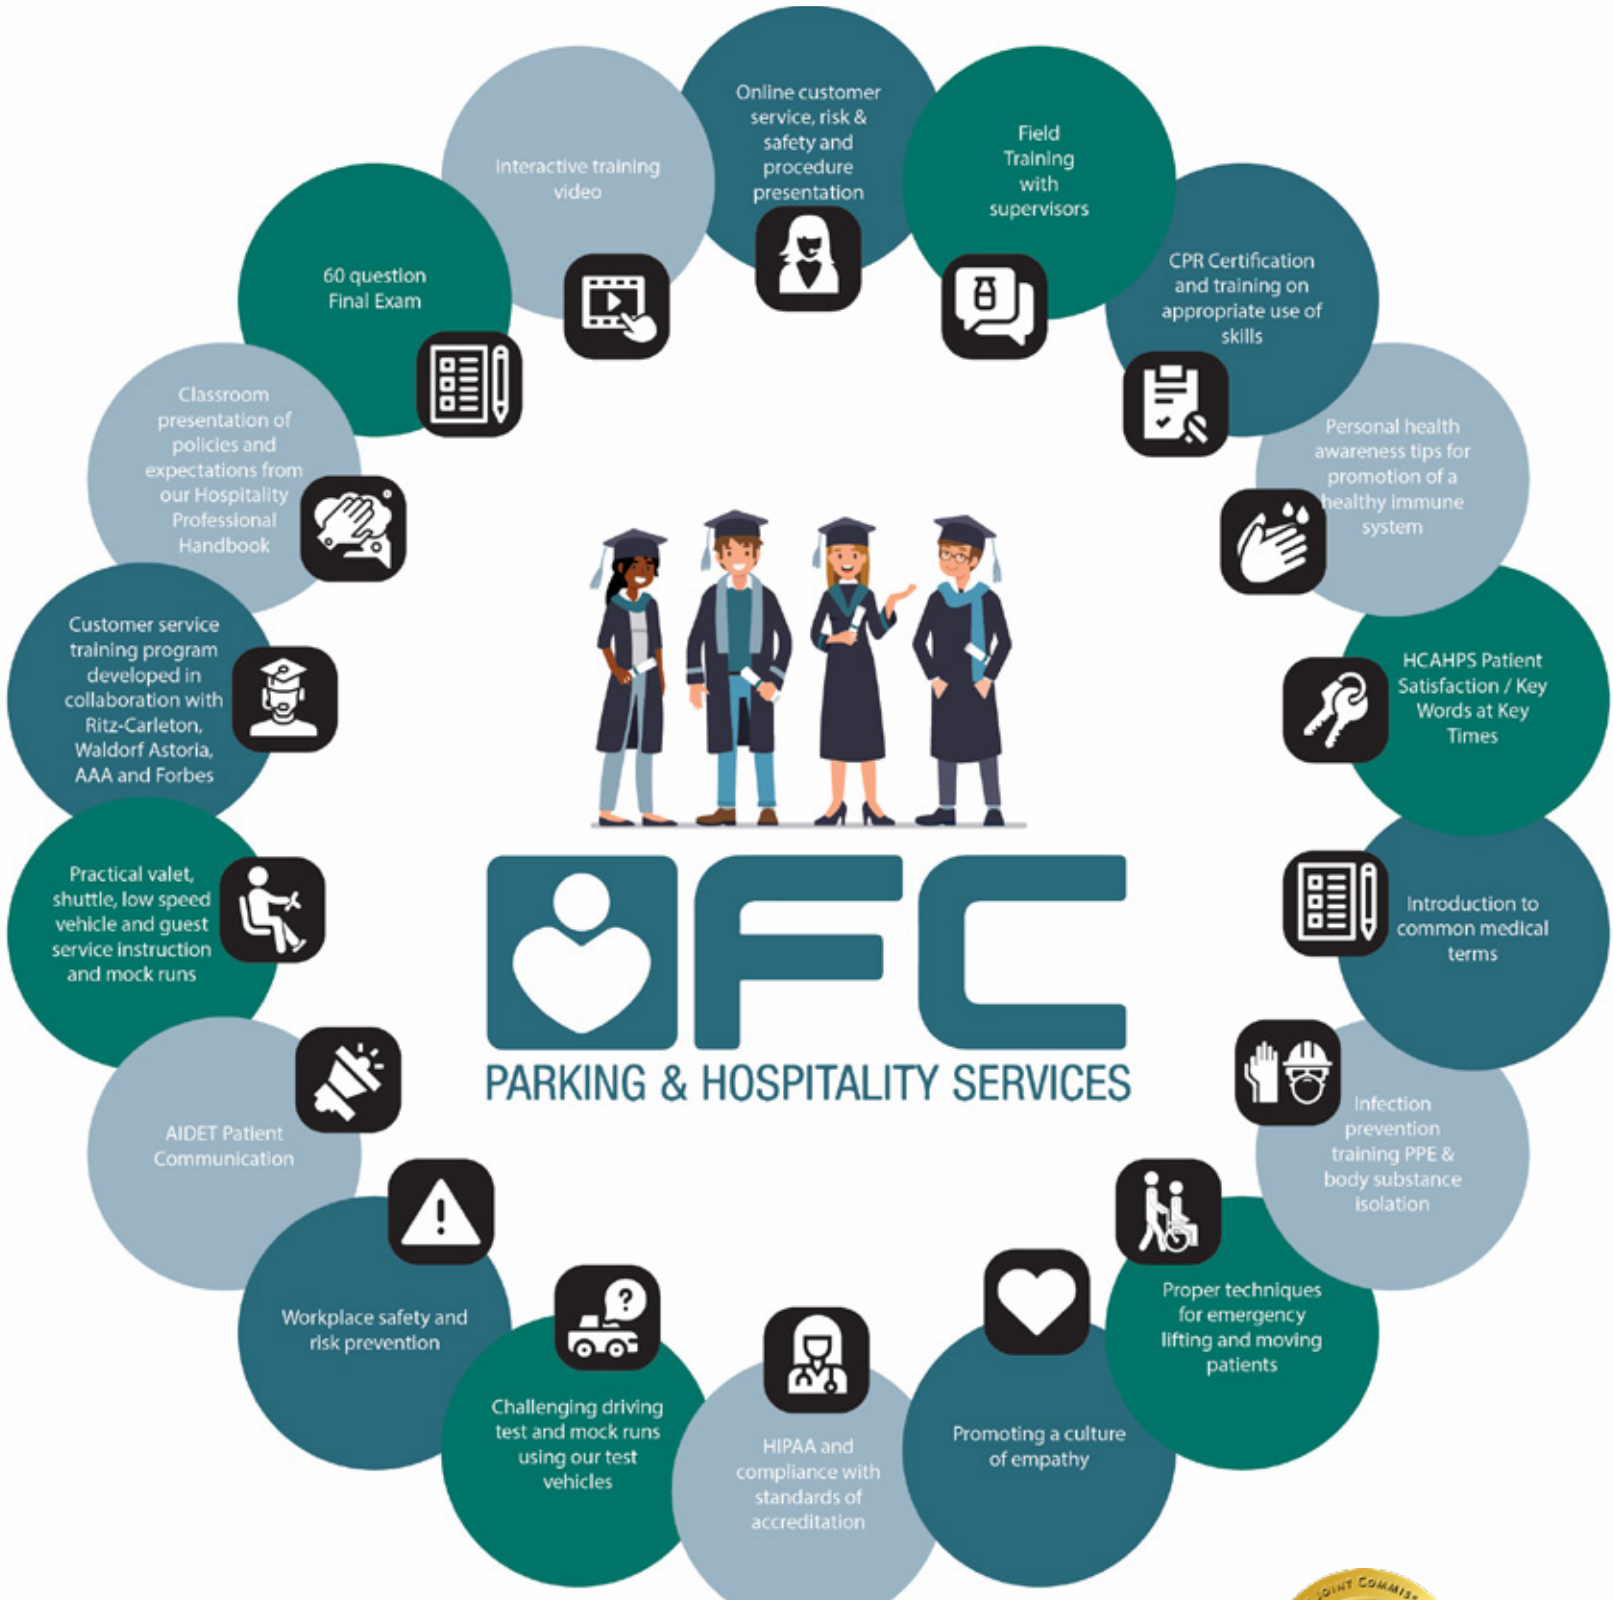 Online customer
service, risk &
safety and
procedure
presentation
Field
Training
with
supervisors
CPR Certification
and training on
appropriate use of
skills
Personal health
awareness tips for
promotion of a
healthy immune
system
HCAHPS Patient
Satisfaction / Key
Words at Key
Times
Introduction to
common medical
terms
Infection
prevention
training PPE &
body substance
isolation
Proper techniques
for emergency
lifting and moving
patients
Promoting a culture
of empathy
HIPAA and
compliance with
standards of
accreditation
Challenging driving
test and mock runs
using our test
vehicles
Workplace safety and
risk prevention
AIDET Patient
Communication
Practical valet,
shuttle, low speed
vehicle and guest
service instruction
and mock runs
Customer service
training program
developed in
collaboration with
Ritz-Carleton,
Waldorf Astoria,
AAA and Forbes
Classroom
presentation of
policies and
expectations from
our Hospitality
Professional
Handbook
60 question
Final Exam
Interactive training
video
FC
PARKING & HOSPITALITY SERVICES
?
JOINT